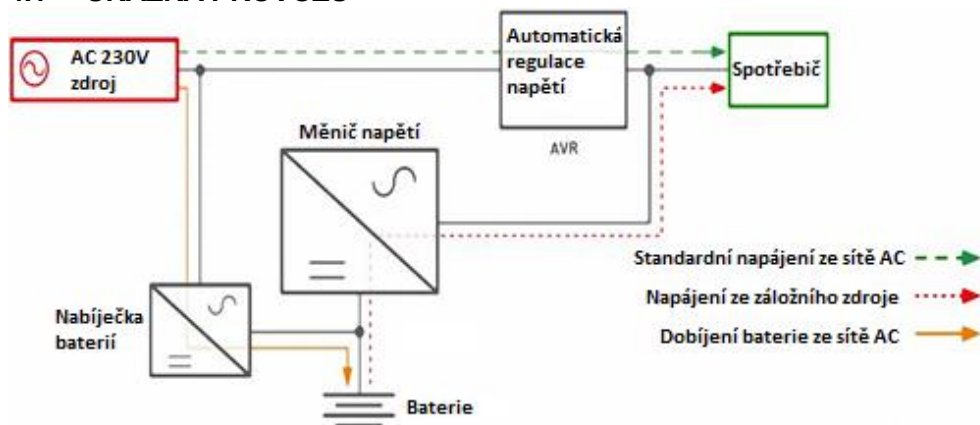 AC 230V
zdroj
Automatická
regulace
napětí
AVR
Spotřebič
Měnič napětí
Nabíječka
baterií
Baterie
Standardní napájení ze sítě AC
Napájení ze záložního zdroje
Dobíjení baterie ze sítě AC